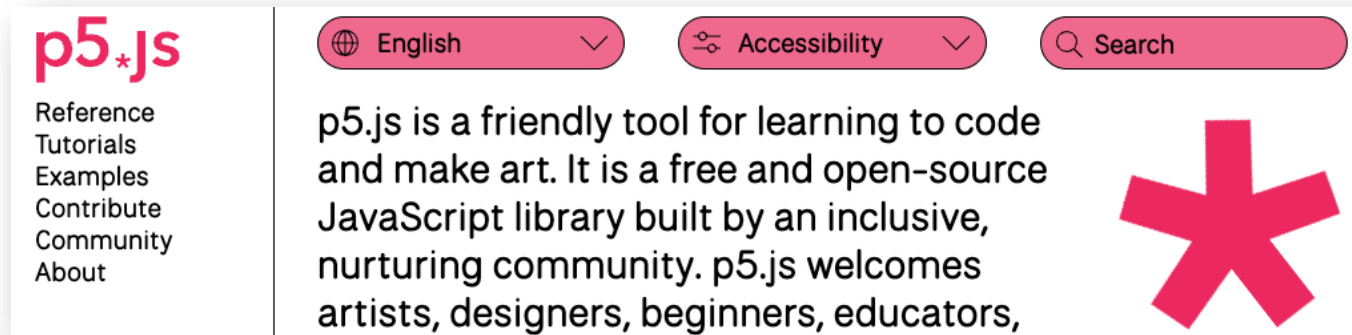 p5*JS
Reference
Tutorials
Examples
Contribute
Community
About
English
Accessibility
Search
p5.js is a friendly tool for learning to code
and make art. It is a free and open-source
JavaScript library built by an inclusive,
nurturing community. p5.js welcomes
artists, designers, beginners, educators,